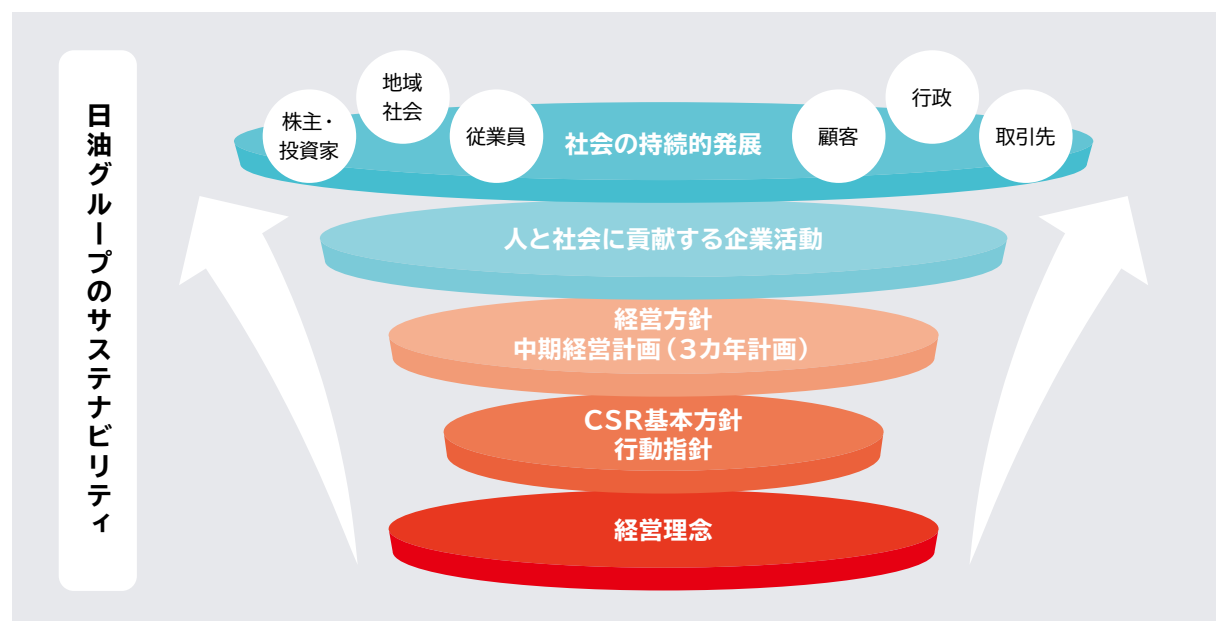 日油グループのサステナビリティ
株主・
投資家
地域
社会
従業員
社会の持続的発展
顧客
行政
取引先
人と社会に貢献する企業活動
経営方針
中期経営計画（3カ年計画）
CSR基本方針
行動指針
経営理念